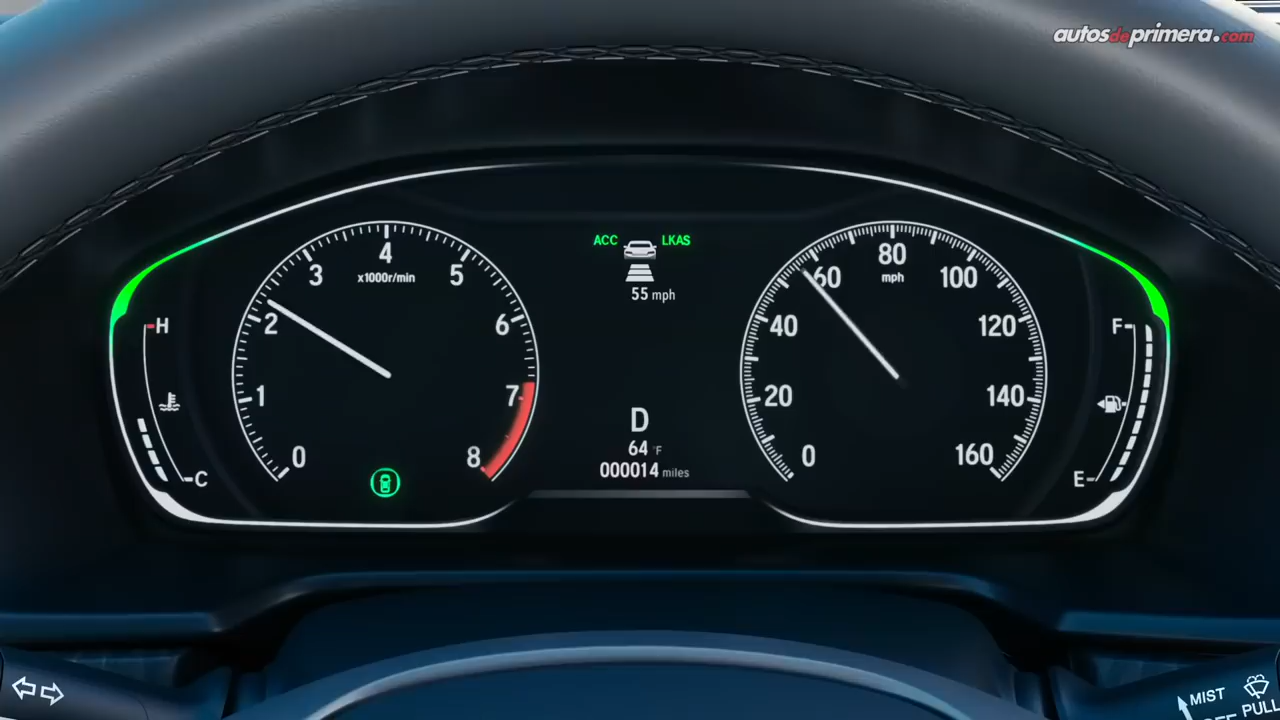 autosdeprimera.com
ACC LKAS
55 mph
H
C
0
1
2
3
4
5
6
7
8
x1000r/min
D
64 °F
000014 miles
0
20
40
60
80
100
120
140
160
mph
F
E
MIST
PULL